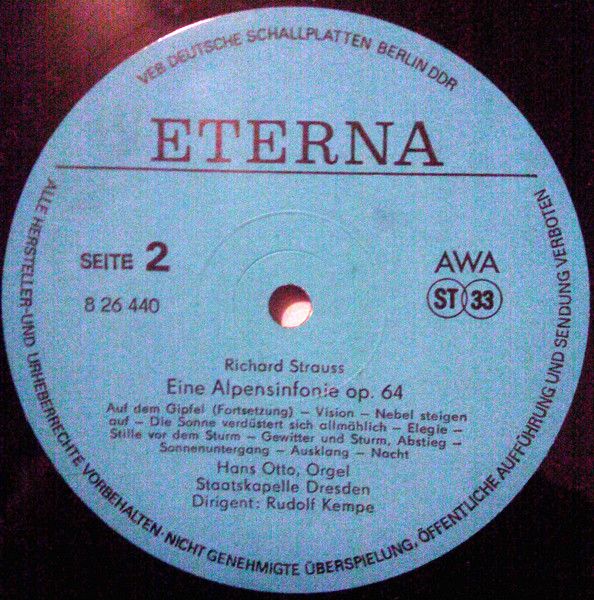 VEB DEUTSCHE SCHALLPLATTEN BERLIN DDR
ETERNA
SEITE 2
8 26 440
AWA
ST 33
Richard Strauss
Eine Alpensinfonie op. 64
Auf dem Gipfel (Fortsetzung) – Vision – Nebel steigen
auf – Die Sonne verdüstert sich allmählich – Elegie –
Stille vor dem Sturm – Gewitter und Sturm, Abstieg –
Sonnenuntergang – Ausklang – Nacht
Hans Otto, Orgel
Staatskapelle Dresden
Dirigent: Rudolf Kempe
ALLE HERSTELLER-UND URHEBERRECHTE VORBEHALTEN · NICHT GENEHMIGTE ÜBERSPIELUNG, ÖFFENTLICHE AUFFÜHRUNG UND SENDUNG VERBOTEN